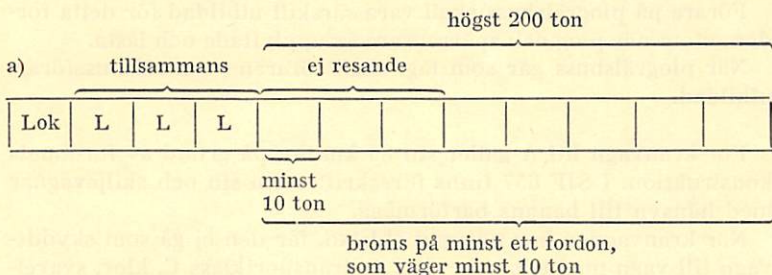 högst 200 ton
a) tillsammans ej resande
Lok L L L
minst
10 ton
broms på minst ett fordon,
som väger minst 10 ton